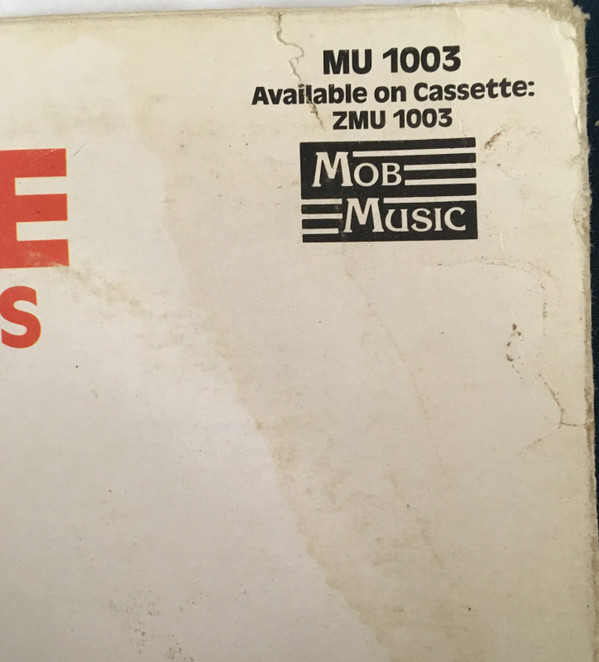 MU 1003
Available on Cassette:
ZMU 1003
MOB
MUSIC
E
S